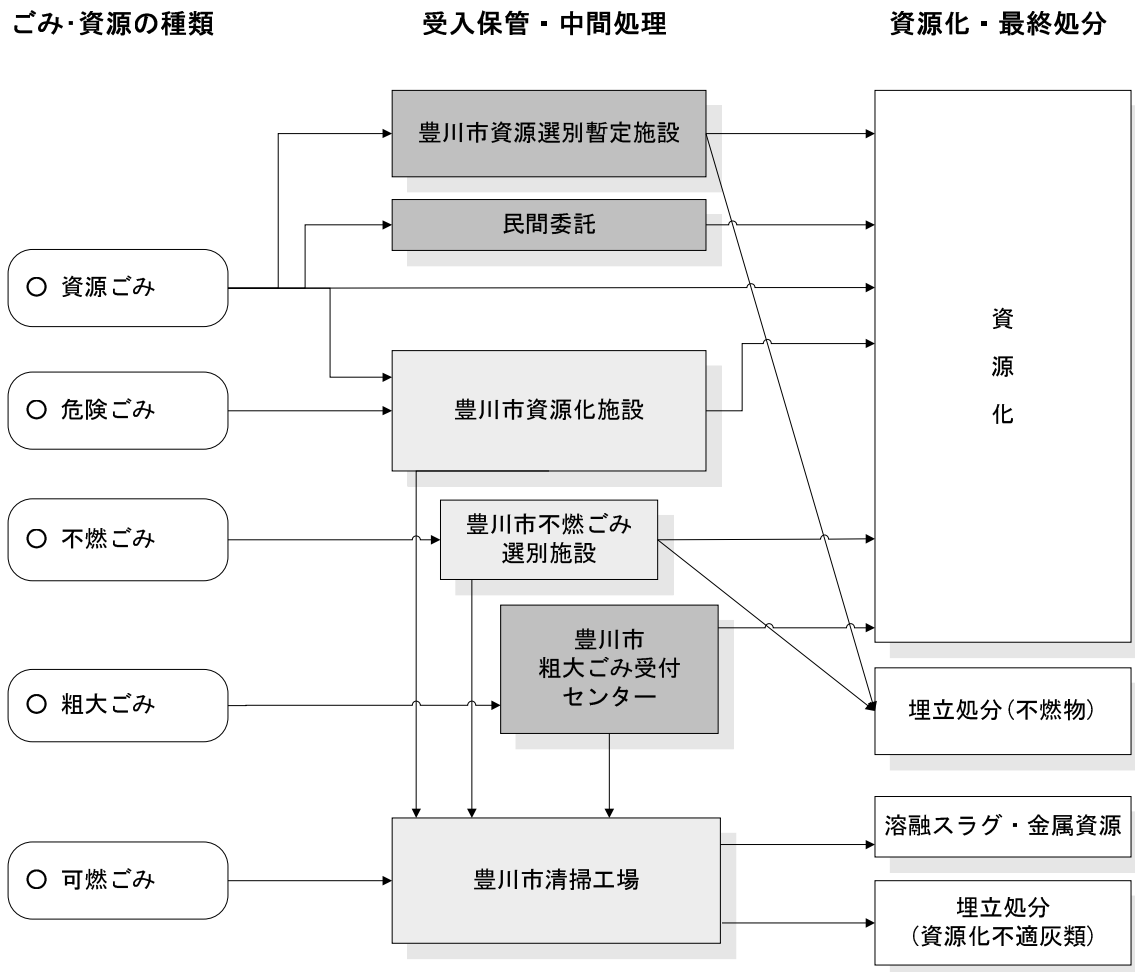 ごみ・資源の種類
受入保管・中間処理
資源化・最終処分
豊川市資源選別暫定施設
民間委託
○ 資源ごみ
資
源
化
○ 危険ごみ
豊川市資源化施設
○ 不燃ごみ
豊川市不燃ごみ
選別施設
豊川市
粗大ごみ受付
センター
○ 粗大ごみ
埋立処分(不燃物)
溶融スラグ・金属資源
○ 可燃ごみ
豊川市清掃工場
埋立処分
(資源化不適灰類)